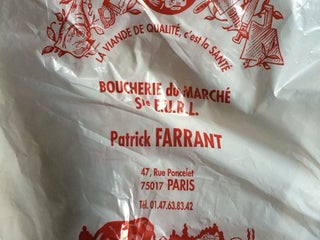 LA VIANDE DE QUALITÉ, c'est la SANTÉ
BOUCHERIE du MARCHÉ
Sté E.U.R.L.
Patrick FARRANT
47, Rue Poncelet
75017 PARIS
Tél. 01.47.63.83.42